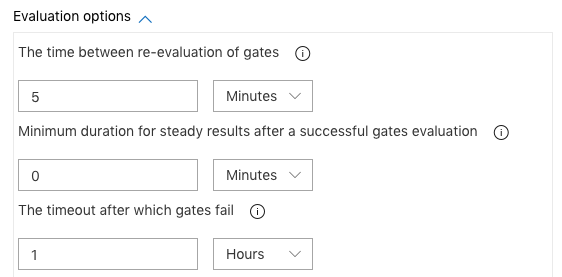 Evaluation options
The time between re-evaluation of gates
5 Minutes
Minimum duration for steady results after a successful gates evaluation
0 Minutes
The timeout after which gates fail
1 Hours